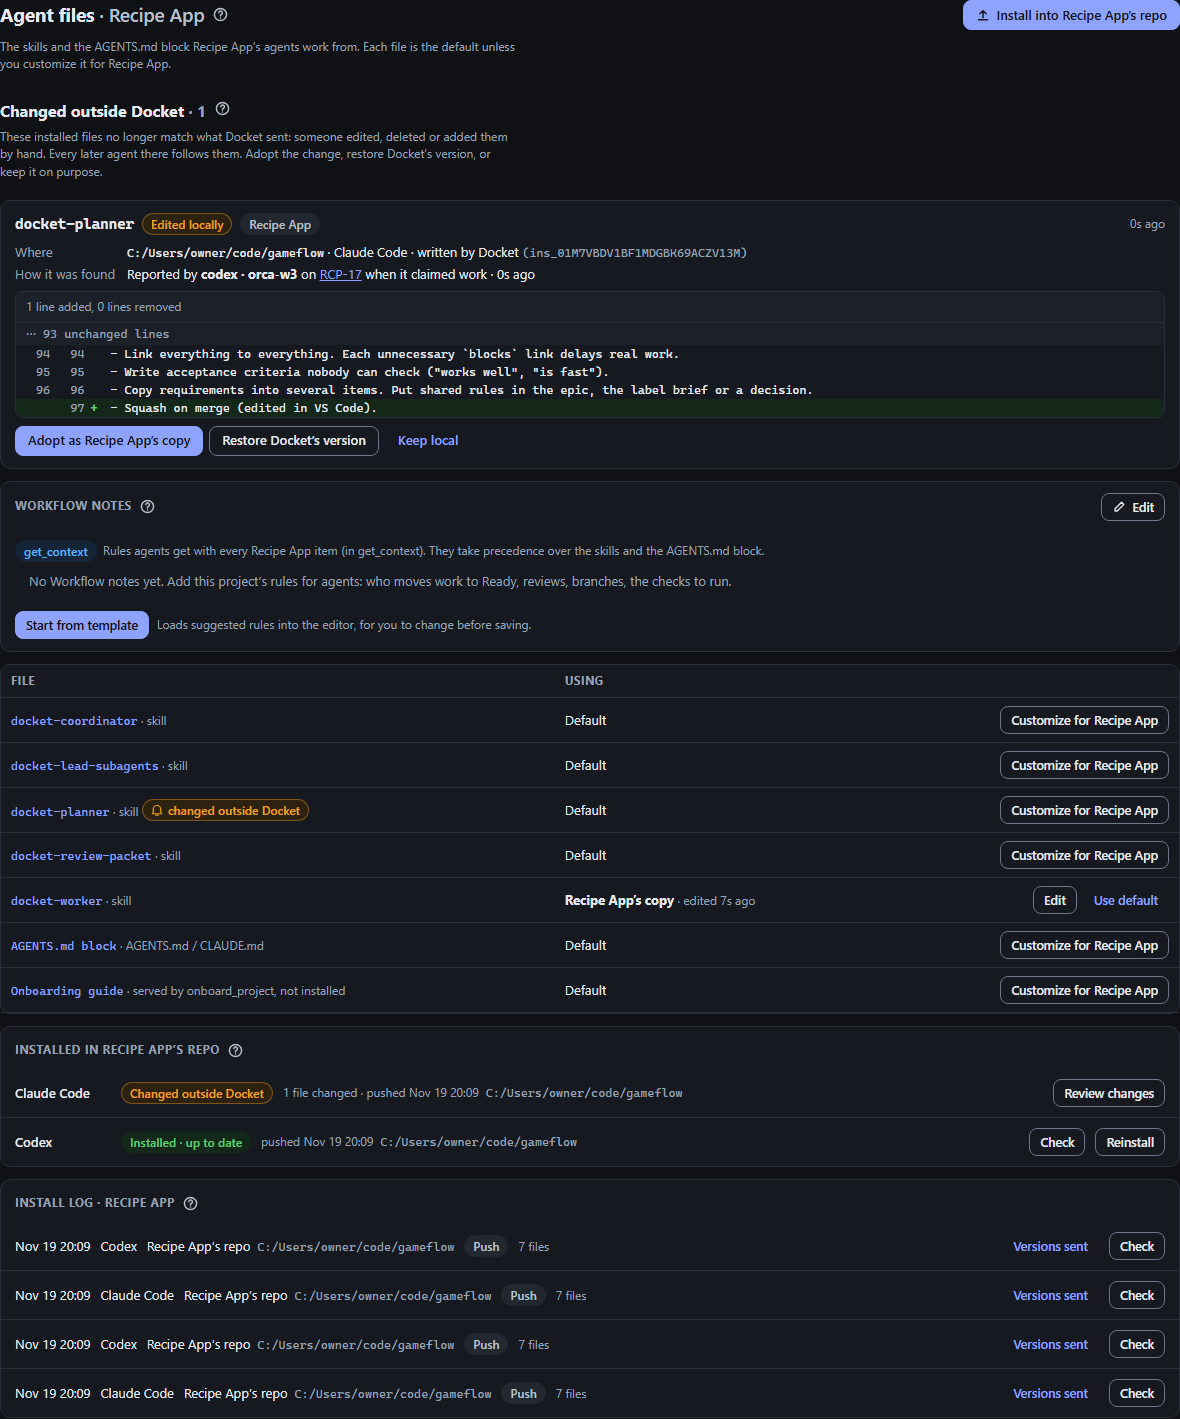 Agent files · Recipe App
Install into Recipe App's repo
The skills and the AGENTS.md block Recipe App's agents work from. Each file is the default unless
you customize it for Recipe App.
Changed outside Docket · 1
These installed files no longer match what Docket sent: someone edited, deleted or added them
by hand. Every later agent there follows them. Adopt the change, restore Docket's version, or
keep it on purpose.
docket-planner Edited locally Recipe App 0s ago
Where C:/Users/owner/code/gameflow · Claude Code · written by Docket (ins_01M7VBDV1BF1MDGBK69ACZV13M)
How it was found Reported by codex · orca-w3 on RCP-17 when it claimed work · 0s ago
1 line added, 0 lines removed
··· 93 unchanged lines
94 94 - Link everything to everything. Each unnecessary `blocks` link delays real work.
95 95 - Write acceptance criteria nobody can check ("works well", "is fast").
96 96 - Copy requirements into several items. Put shared rules in the epic, the label brief or a decision.
97 + - Squash on merge (edited in VS Code).
Adopt as Recipe App's copy Restore Docket's version Keep local
WORKFLOW NOTES
Edit
get_context Rules agents get with every Recipe App item (in get_context). They take precedence over the skills and the AGENTS.md block.
No Workflow notes yet. Add this project's rules for agents: who moves work to Ready, reviews, branches, the checks to run.
Start from template Loads suggested rules into the editor, for you to change before saving.
FILE USING
docket-coordinator · skill Default Customize for Recipe App
docket-lead-subagents · skill Default Customize for Recipe App
docket-planner · skill changed outside Docket Default Customize for Recipe App
docket-review-packet · skill Default Customize for Recipe App
docket-worker · skill Recipe App's copy · edited 7s ago Edit Use default
AGENTS.md block · AGENTS.md / CLAUDE.md Default Customize for Recipe App
Onboarding guide · served by onboard_project, not installed Default Customize for Recipe App
INSTALLED IN RECIPE APP'S REPO
Claude Code Changed outside Docket 1 file changed · pushed Nov 19 20:09 C:/Users/owner/code/gameflow Review changes
Codex Installed · up to date pushed Nov 19 20:09 C:/Users/owner/code/gameflow Check Reinstall
INSTALL LOG · RECIPE APP
Nov 19 20:09 Codex Recipe App's repo C:/Users/owner/code/gameflow Push 7 files Versions sent Check
Nov 19 20:09 Claude Code Recipe App's repo C:/Users/owner/code/gameflow Push 7 files Versions sent Check
Nov 19 20:09 Codex Recipe App's repo C:/Users/owner/code/gameflow Push 7 files Versions sent Check
Nov 19 20:09 Claude Code Recipe App's repo C:/Users/owner/code/gameflow Push 7 files Versions sent Check